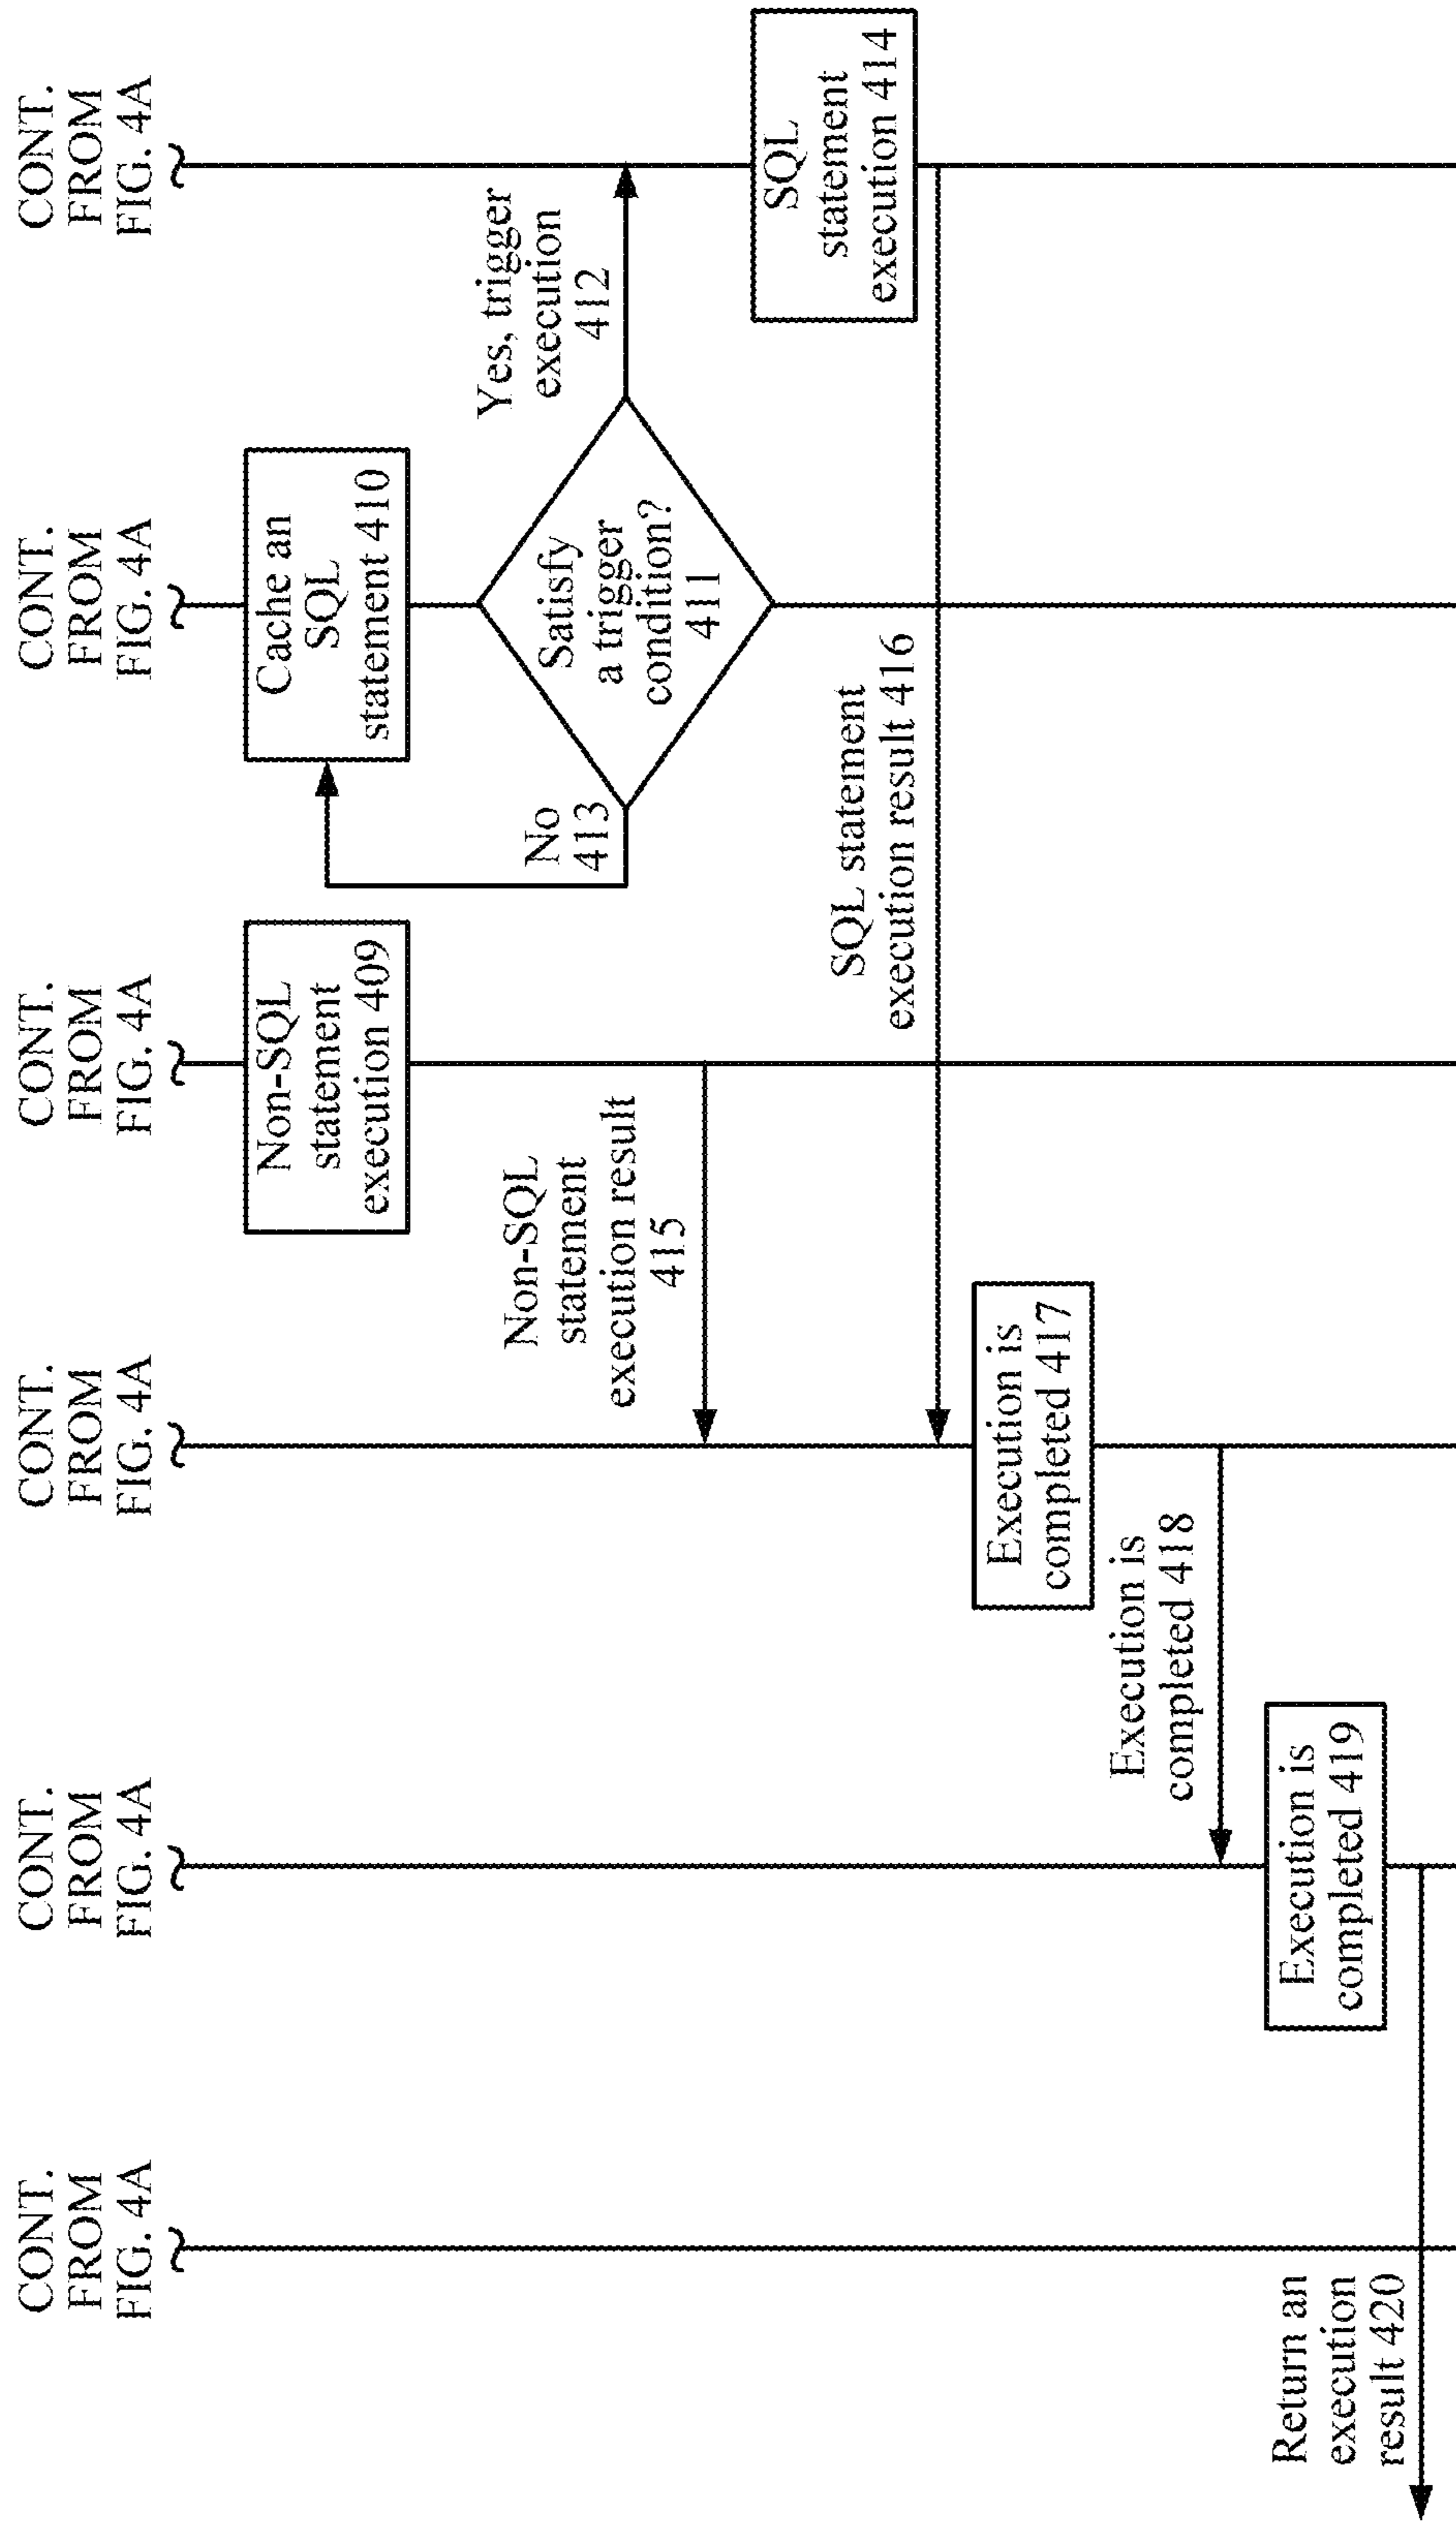 CONT.
FROM
FIG. 4A
CONT.
FROM
FIG. 4A
CONT.
FROM
FIG. 4A
CONT.
FROM
FIG. 4A
CONT.
FROM
FIG. 4A
CONT.
FROM
FIG. 4A
Non-SQL
statement
execution 409
Cache an
SQL
statement 410
No
413
Satisfy
a trigger
condition?
411
Yes, trigger
execution
412
Non-SQL
statement
execution result
415
SQL
statement
execution 414
SQL statement
execution result 416
Execution is
completed 417
Execution is
completed 418
Execution is
completed 419
Return an
execution
result 420